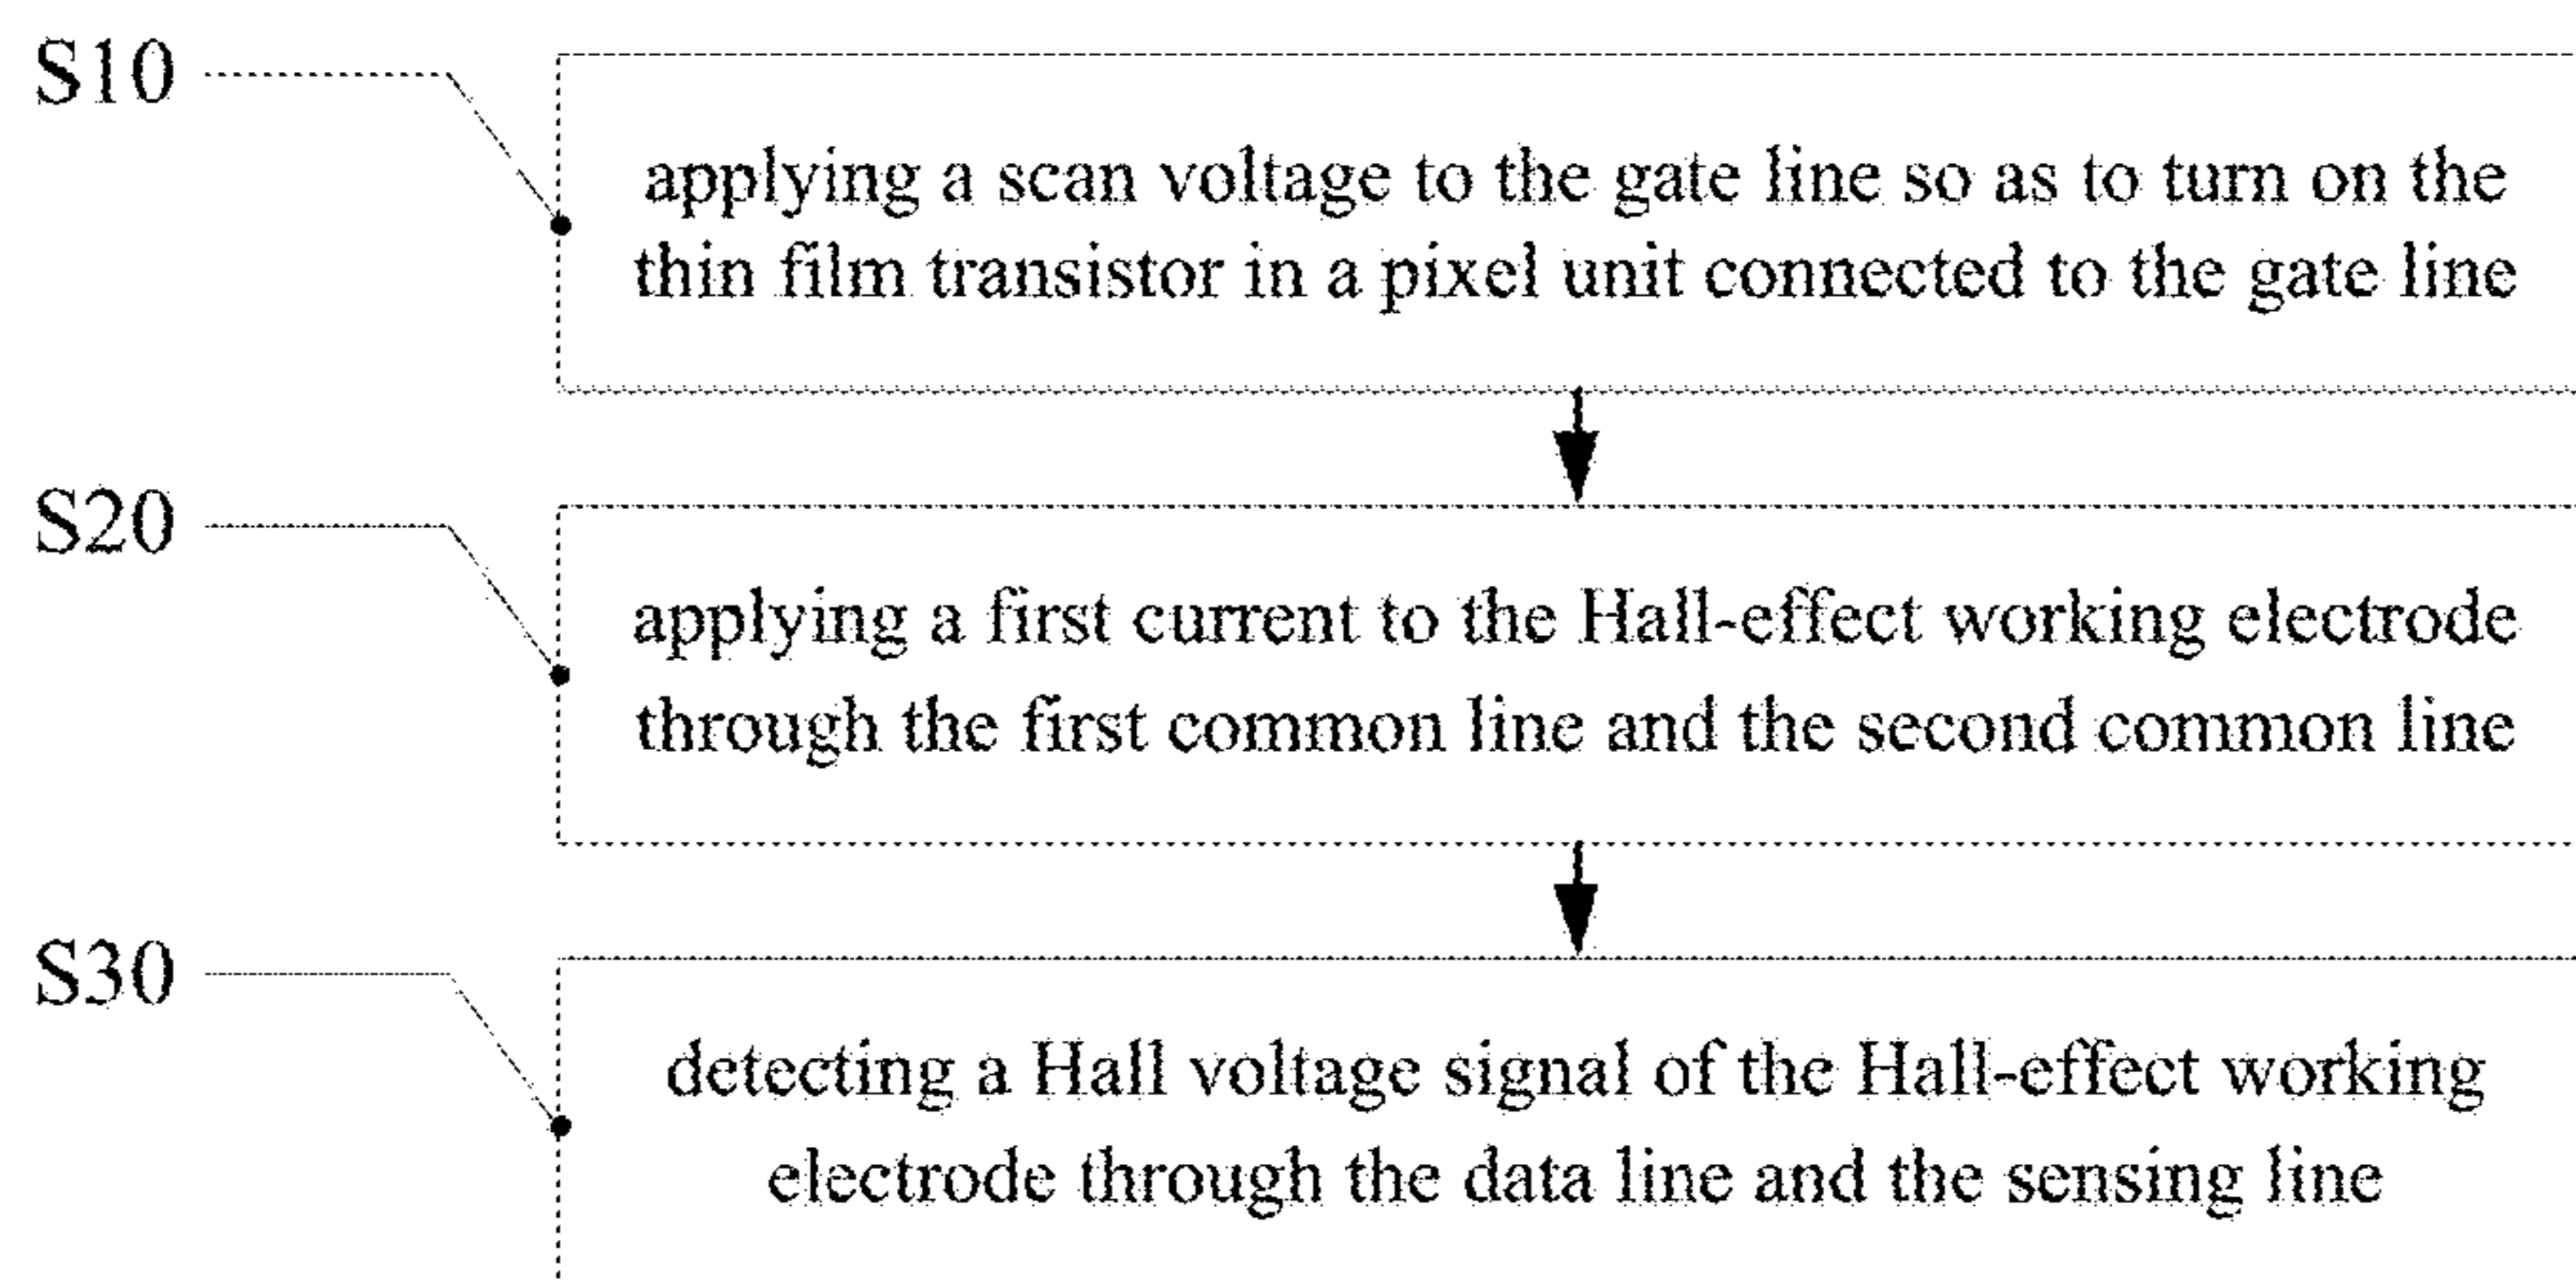 S10
applying a scan voltage to the gate line so as to turn on the
thin film transistor in a pixel unit connected to the gate line
S20
applying a first current to the Hall-effect working electrode
through the first common line and the second common line
S30
detecting a Hall voltage signal of the Hall-effect working
electrode through the data line and the sensing line